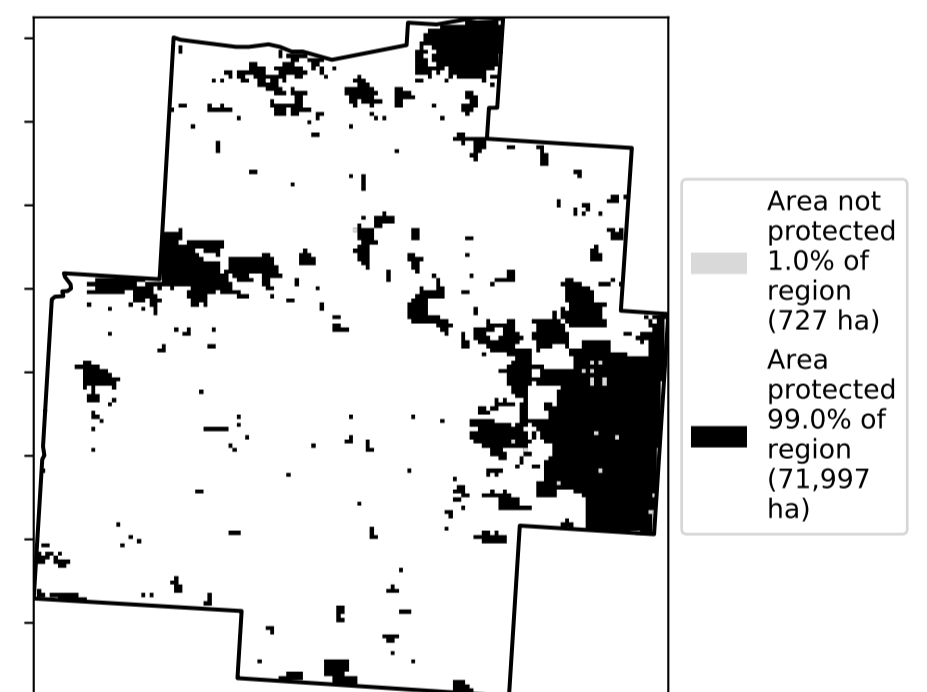 Area not
protected
1.0% of
region
(727 ha)
Area
protected
99.0% of
region
(71,997
ha)